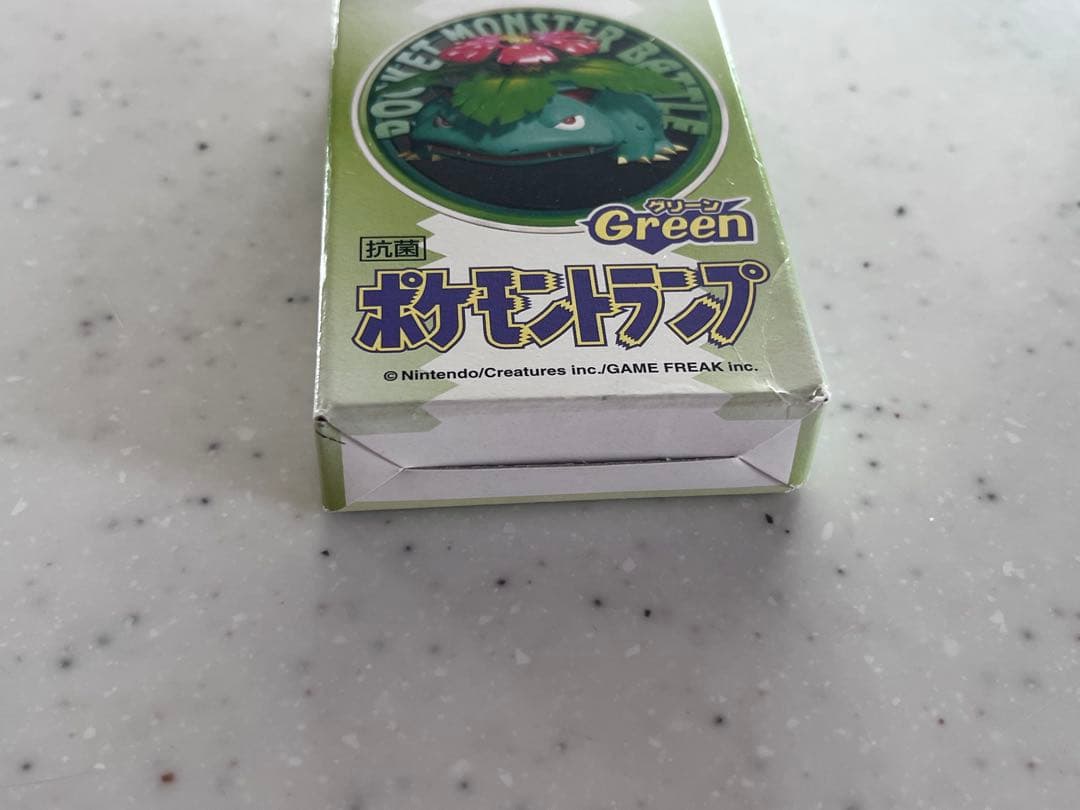 POCKET MONSTER BATTLE
グリーン
Green
抗菌
ポケモントランプ
© Nintendo/Creatures inc./GAME FREAK inc.